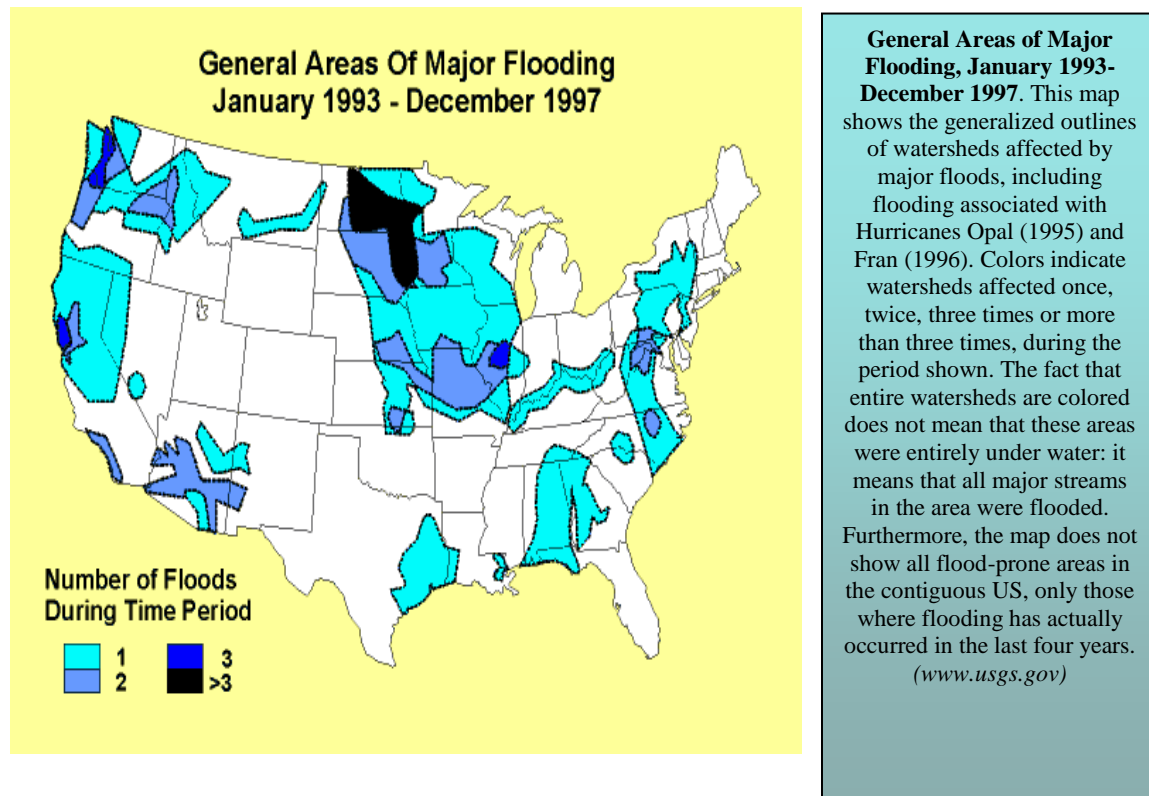 General Areas Of Major Flooding
January 1993 - December 1997
Number of Floods
During Time Period
1
3
2
>3
General Areas of Major
Flooding, January 1993-
December 1997. This map
shows the generalized outlines
of watersheds affected by
major floods, including
flooding associated with
Hurricanes Opal (1995) and
Fran (1996). Colors indicate
watersheds affected once,
twice, three times or more
than three times, during the
period shown. The fact that
entire watersheds are colored
does not mean that these areas
were entirely under water: it
means that all major streams
in the area were flooded.
Furthermore, the map does not
show all flood-prone areas in
the contiguous US, only those
where flooding has actually
occurred in the last four years.
(www.usgs.gov)